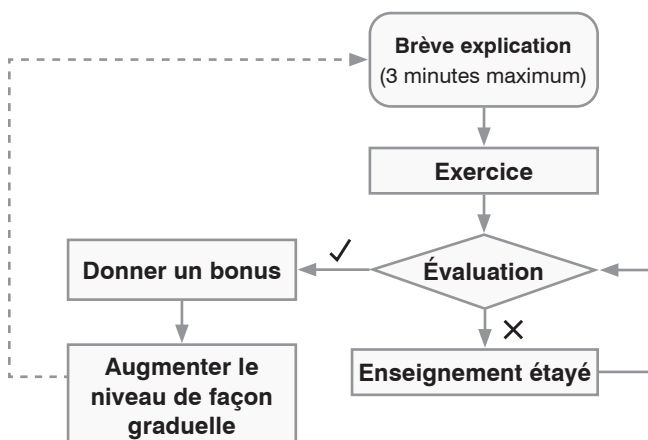 Brève explication
(3 minutes maximum)
Exercice
Évaluation
Donner un bonus
Augmenter le
niveau de façon
graduelle
Enseignement étayé